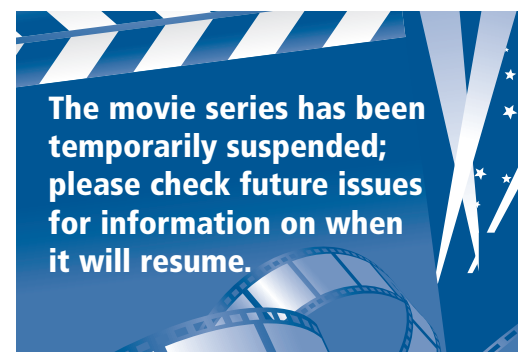 The movie series has been
temporarily suspended;
please check future issues
for information on when
it will resume.